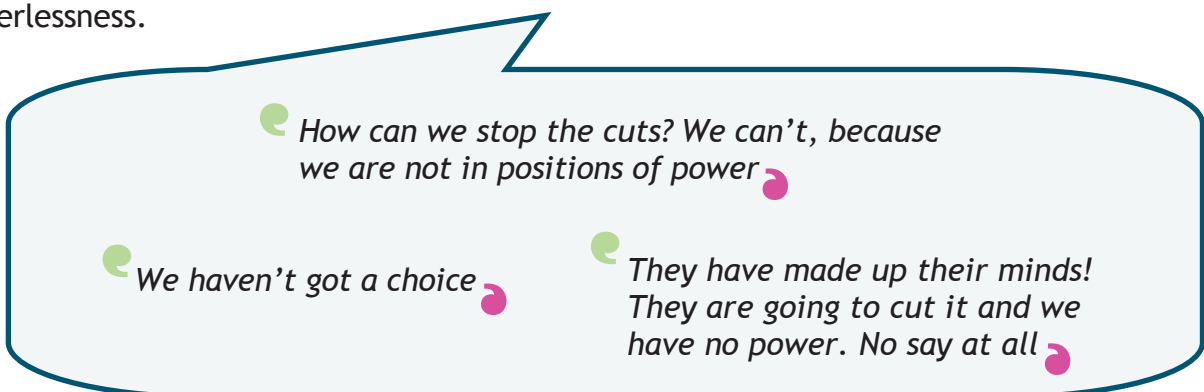 erlessness.
How can we stop the cuts? We can’t, because
we are not in positions of power
We haven’t got a choice
They have made up their minds!
They are going to cut it and we
have no power. No say at all